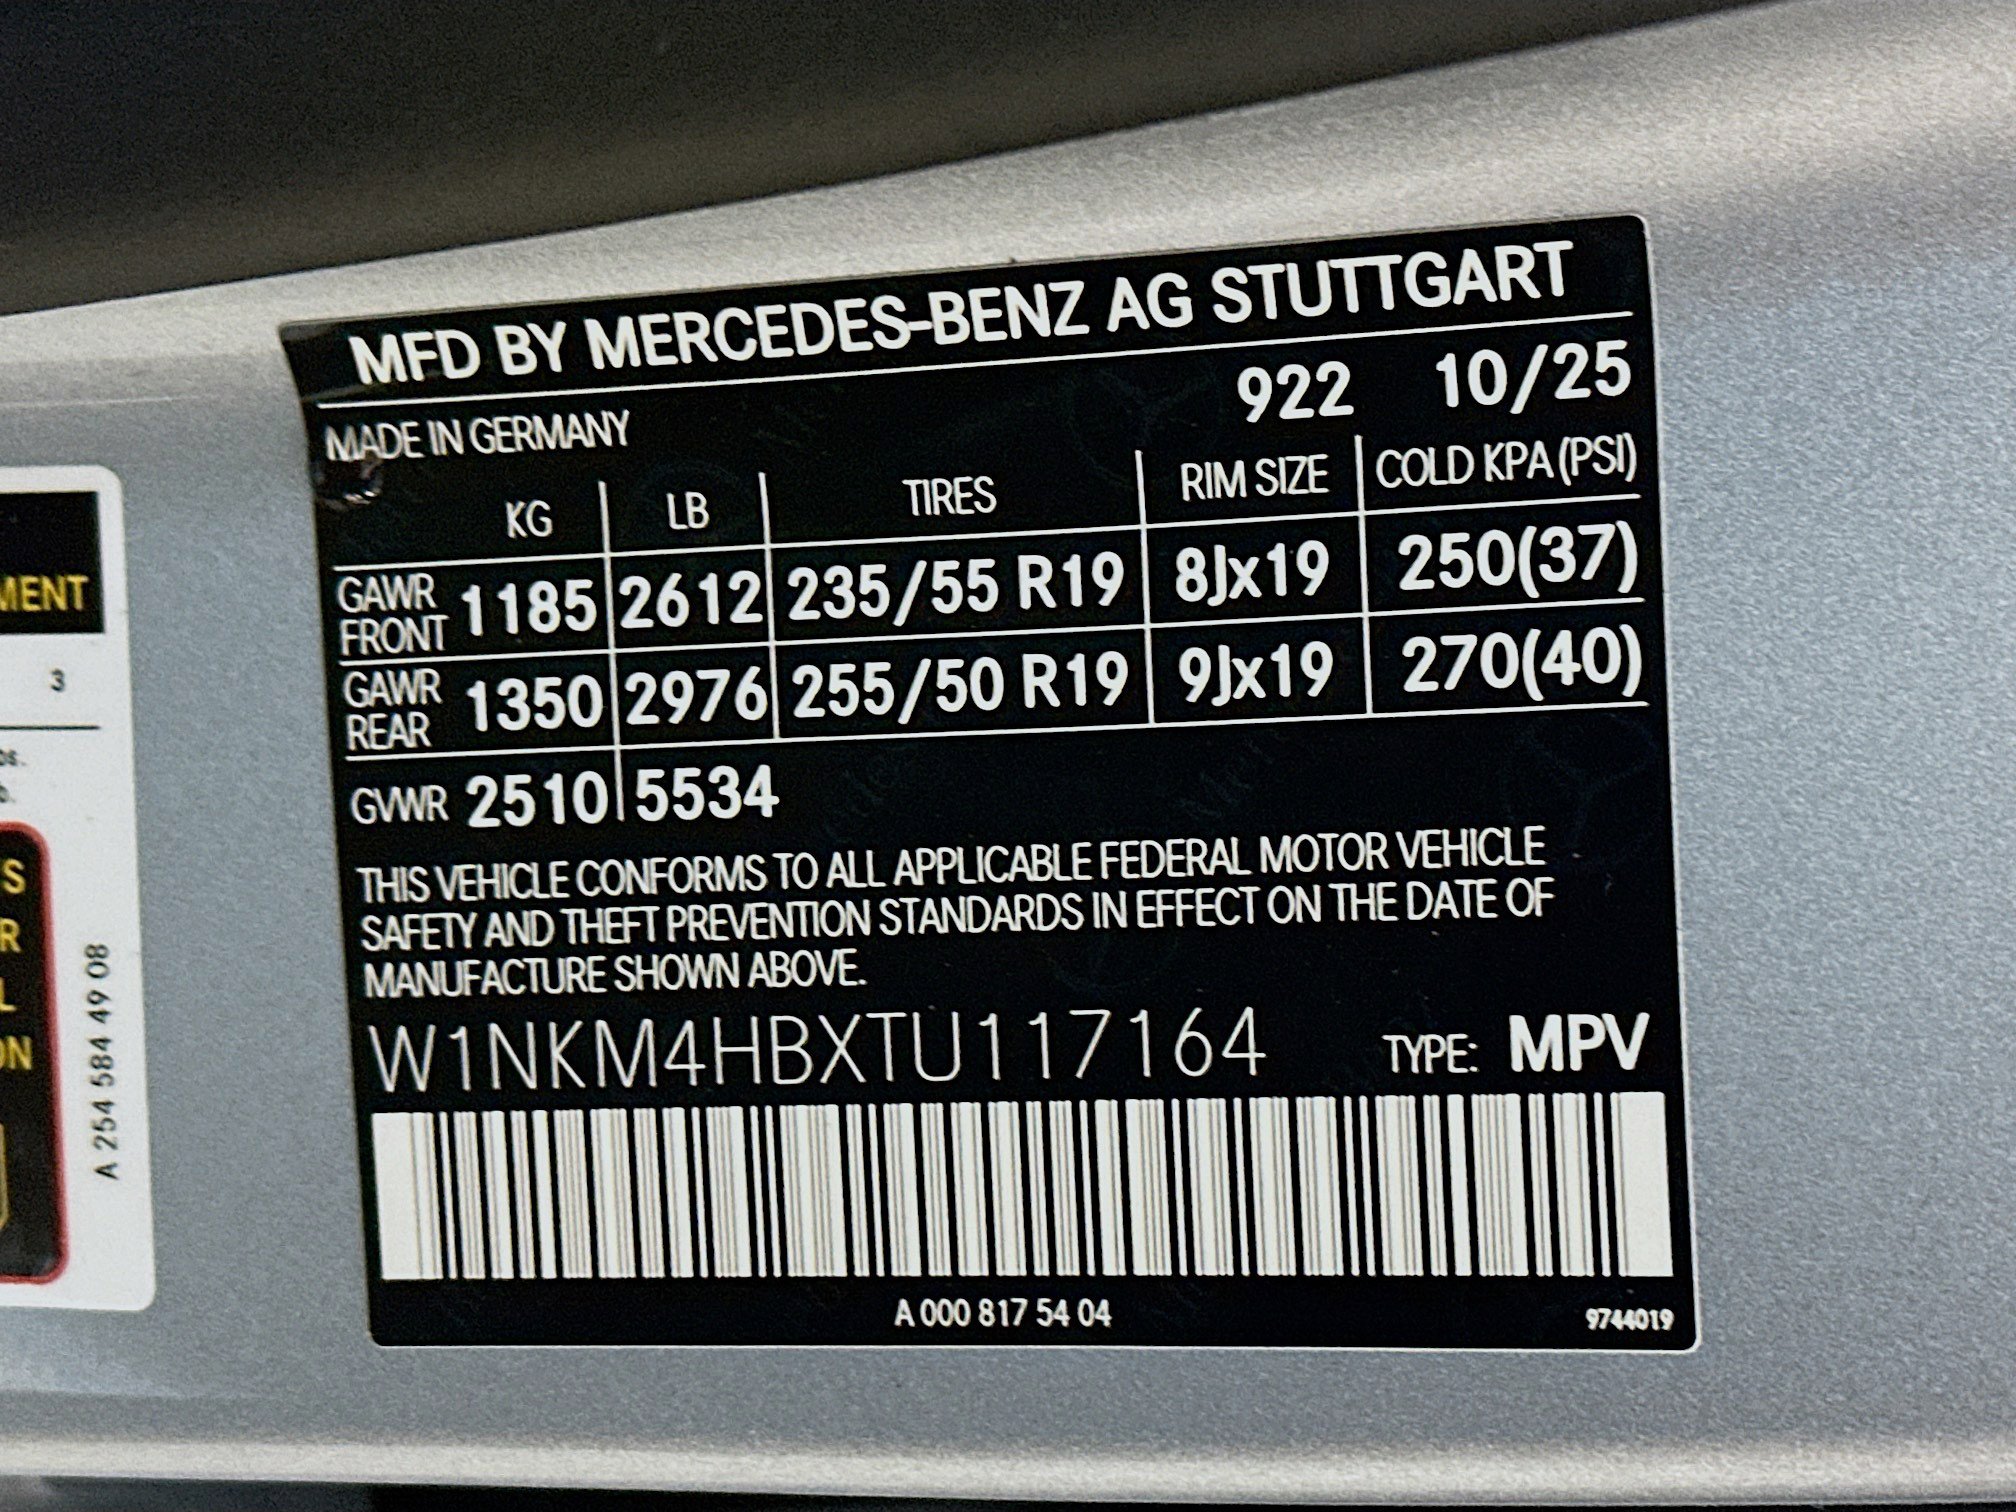 MFD BY MERCEDES-BENZ AG STUTTGART
922 10/25
MADE IN GERMANY
KG LB TIRES RIM SIZE COLD KPA (PSI)
GAWR FRONT 1185 2612 235/55 R19 8Jx19 250(37)
GAWR REAR 1350 2976 255/50 R19 9Jx19 270(40)
GVWR 2510 5534
THIS VEHICLE CONFORMS TO ALL APPLICABLE FEDERAL MOTOR VEHICLE
SAFETY AND THEFT PREVENTION STANDARDS IN EFFECT ON THE DATE OF
MANUFACTURE SHOWN ABOVE.
W1NKM4HBXTU117164 TYPE: MPV
A 000 817 54 04 9744019
MENT
3
S
R
L
ON
A 254 584 49 08